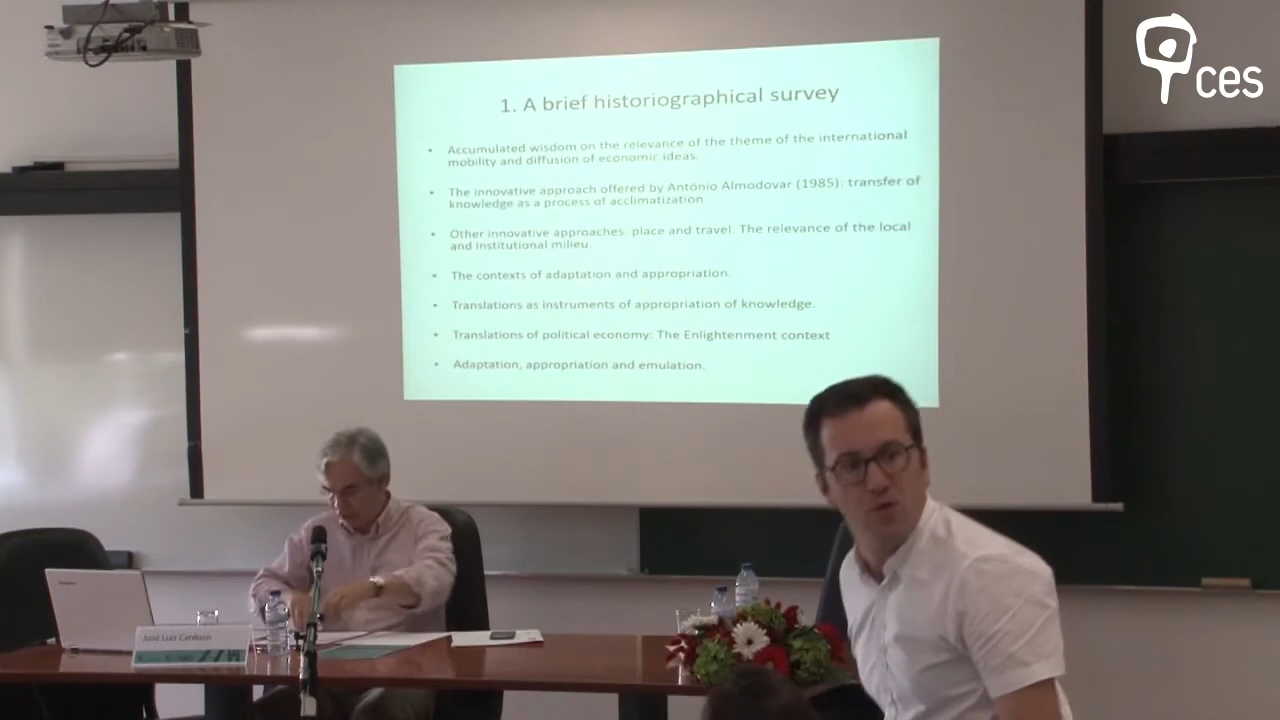 ces
1. A brief historiographical survey
• Accumulated wisdom on the relevance of the theme of the international
mobility and diffusion of economic ideas.
• The innovative approach offered by António Almodovar (1985): transfer of
knowledge as a process of acclimatization
• Other innovative approaches: place and travel. The relevance of the local
and institutional milieu.
• The contexts of adaptation and appropriation.
• Translations as instruments of appropriation of knowledge.
• Translations of political economy: The Enlightenment context
• Adaptation, appropriation and emulation.
José Luís Cardoso